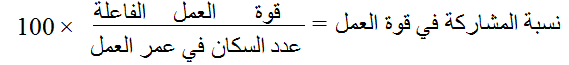 نسبة المشاركة في قوة العمل = قوة العمل الفاعلة / عدد السكان في عمر العمل × 100